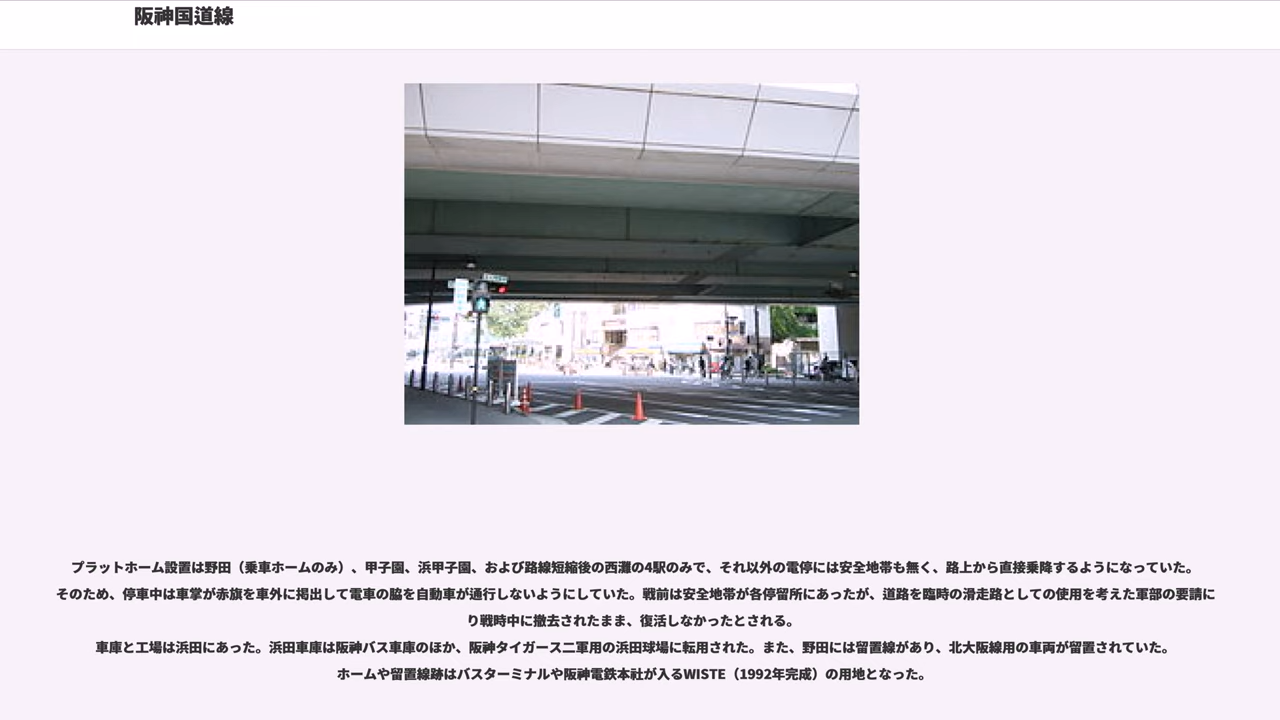 阪神国道線
プラットホーム設置は野田（乗車ホームのみ）、甲子園、浜甲子園、および路線短縮後の西灘の4駅のみで、それ以外の電停には安全地帯も無く、路上から直接乗降するようになっていた。
そのため、停車中は車掌が赤旗を車外に掲出して電車の脇を自動車が通行しないようにしていた。戦前は安全地帯が各停留所にあったが、道路を臨時の滑走路としての使用を考えた軍部の要請に
り戦時中に撤去されたまま、復活しなかったとされる。
車庫と工場は浜田にあった。浜田車庫は阪神バス車庫のほか、阪神タイガース二軍用の浜田球場に転用された。また、野田には留置線があり、北大阪線用の車両が留置されていた。
ホームや留置線跡はバスターミナルや阪神電鉄本社が入るWISTE（1992年完成）の用地となった。